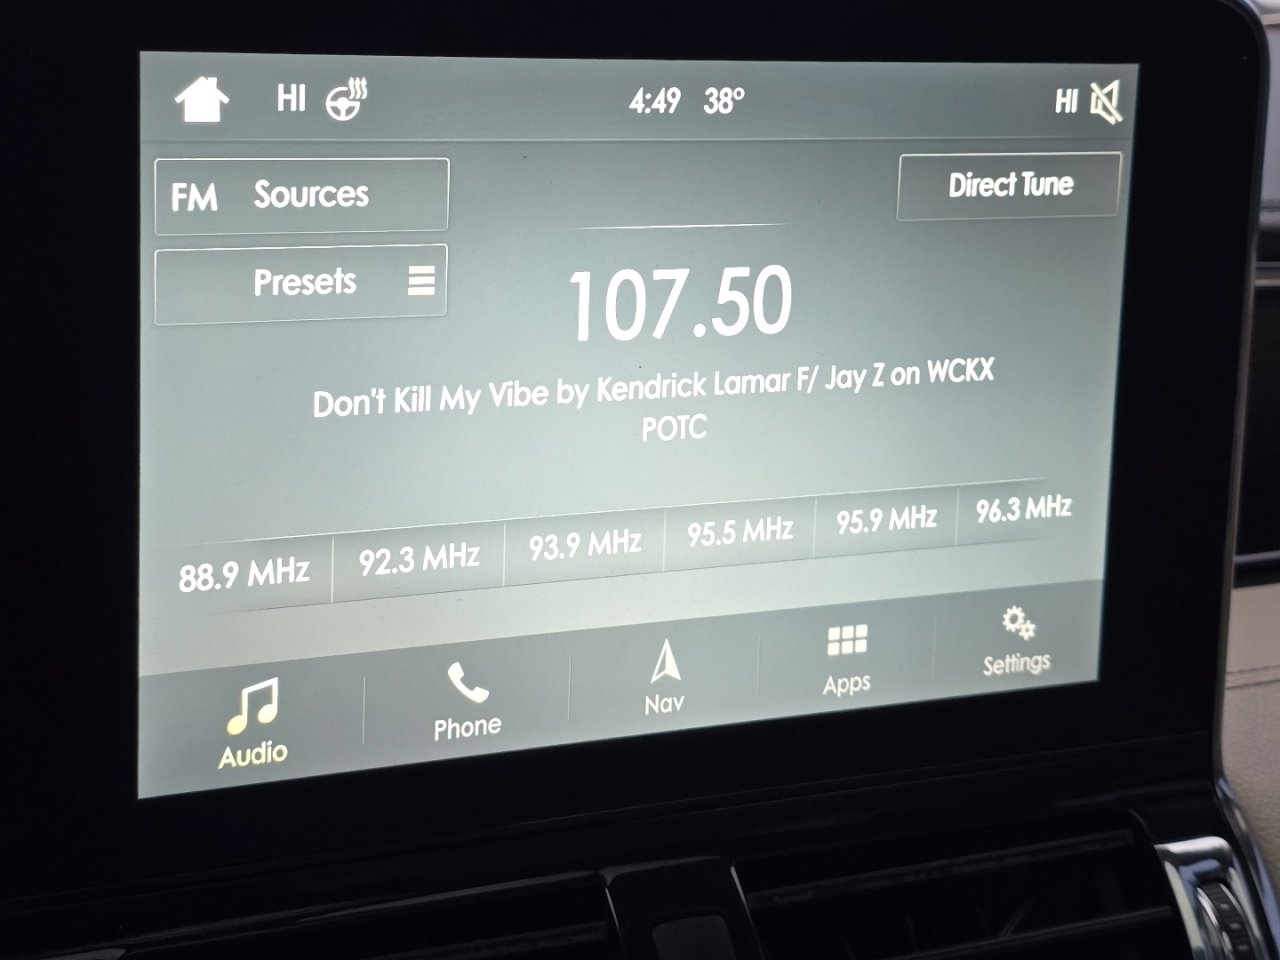 HI 4:49 38° HI
FM Sources
Direct Tune
Presets
107.50
Don't Kill My Vibe by Kendrick Lamar F/ Jay Z on WCKX
POTC
88.9 MHz 92.3 MHz 93.9 MHz 95.5 MHz 95.9 MHz 96.3 MHz
Audio Phone Nav Apps Settings